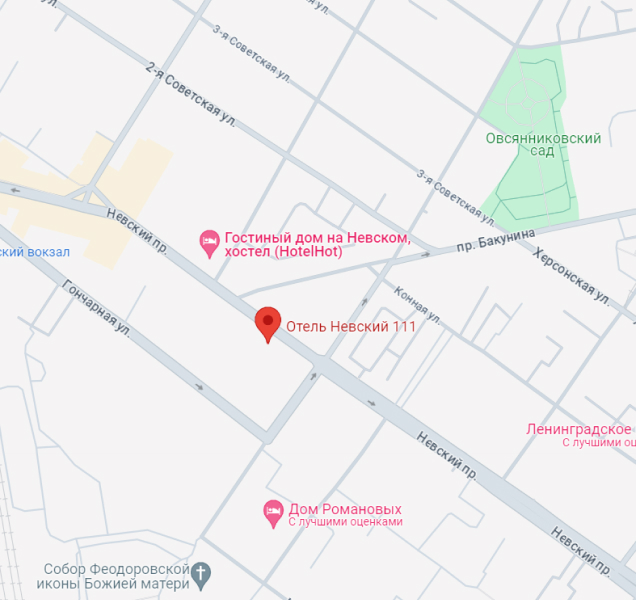 ул.
ул.
3-я Советская ул.
2-я Советская ул.
Овсянниковский
сад
3-я Советская ул.
Невский пр.
Гостиный дом на Невском,
хостел (HotelHot)
пр. Бакунина
ский вокзал
Херсонская ул.
Гончарная ул.
Конная ул.
Отель Невский 111
Ленинградское
С лучшими оц
Невский пр.
Дом Романовых
С лучшими оценками
Невский пр.
Собор Феодоровской
иконы Божией матери